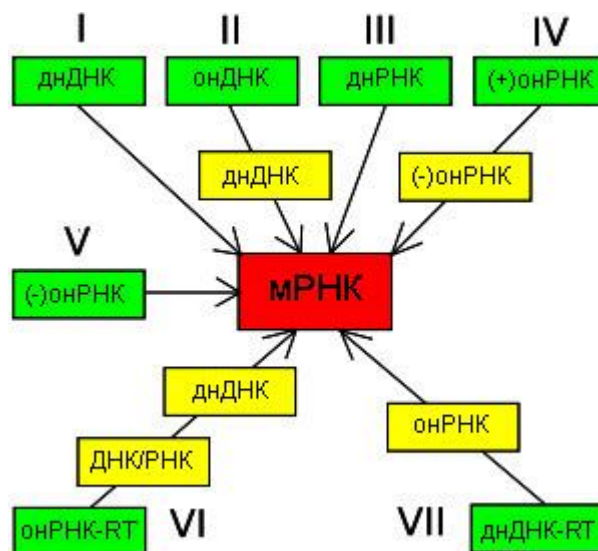 I II III IV
днДНК онДНК днРНК (+)онРНК
днДНК (-)онРНК
V
мРНК
(-)онРНК
днДНК
онРНК
ДНК/РНК
онРНК-RT VI VII днДНК-RT